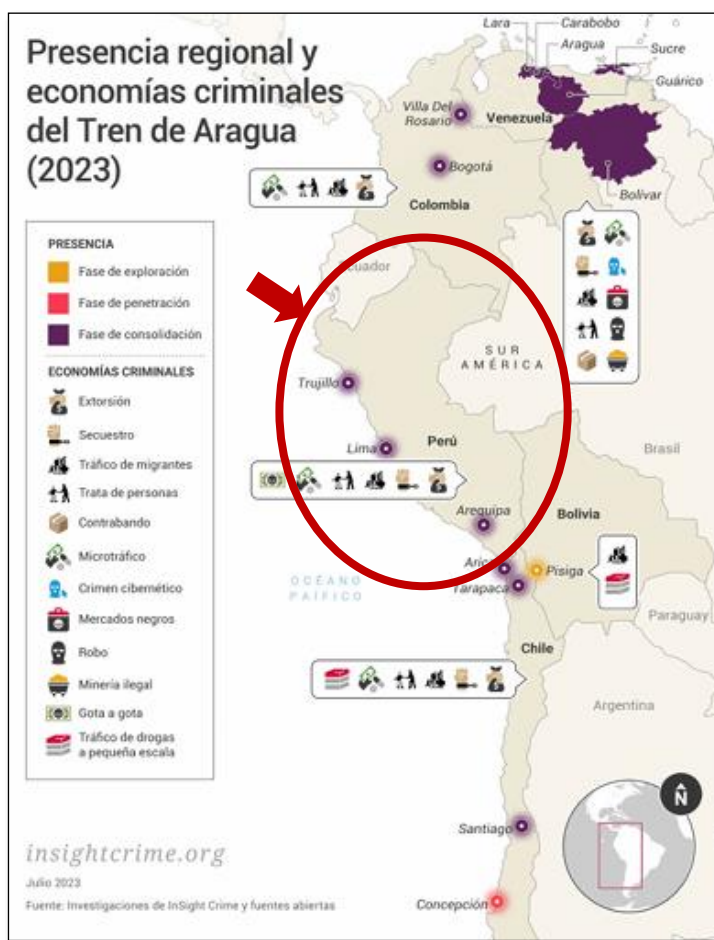 Presencia regional y
economías criminales
del Tren de Aragua
(2023)
PRESENCIA
Fase de exploración
Fase de penetración
Fase de consolidación
ECONOMÍAS CRIMINALES
Extorsión
Secuestro
Tráfico de migrantes
Trata de personas
Contrabando
Microtráfico
Crimen cibernético
Mercados negros
Robo
Minería ilegal
Gota a gota
Tráfico de drogas
a pequeña escala
insightcrime.org
Julio 2023
Fuente: Investigaciones de InSight Crime y fuentes abiertas
Lara
Carabobo
Aragua
Sucre
Guárico
Villa Del
Rosario
Venezuela
Bogotá
Bolívar
Colombia
Ecuador
SUR
AMÉRICA
Trujillo
Lima
Perú
Brasil
Arequipa
Bolivia
Arica
Pisiga
Tarapacá
OCÉANO
PAÍFICO
Paraguay
Chile
Argentina
Santiago
Concepción
N